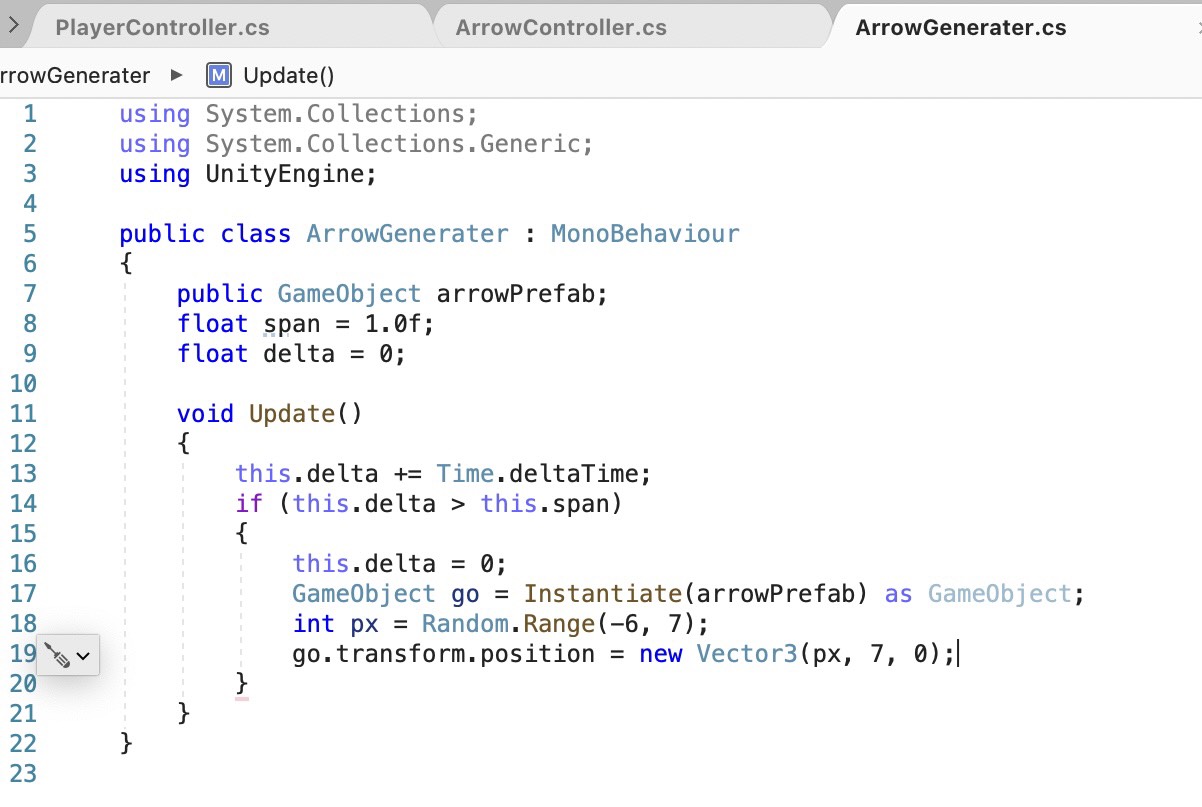 PlayerController.cs ArrowController.cs ArrowGenerater.cs
rrowGenerater ▶ M Update()
1 using System.Collections;
2 using System.Collections.Generic;
3 using UnityEngine;
4
5 public class ArrowGenerater : MonoBehaviour
6 {
7 public GameObject arrowPrefab;
8 float span = 1.0f;
9 float delta = 0;
10
11 void Update()
12 {
13 this.delta += Time.deltaTime;
14 if (this.delta > this.span)
15 {
16 this.delta = 0;
17 GameObject go = Instantiate(arrowPrefab) as GameObject;
18 int px = Random.Range(-6, 7);
19 go.transform.position = new Vector3(px, 7, 0);
20 }
21 }
22 }
23